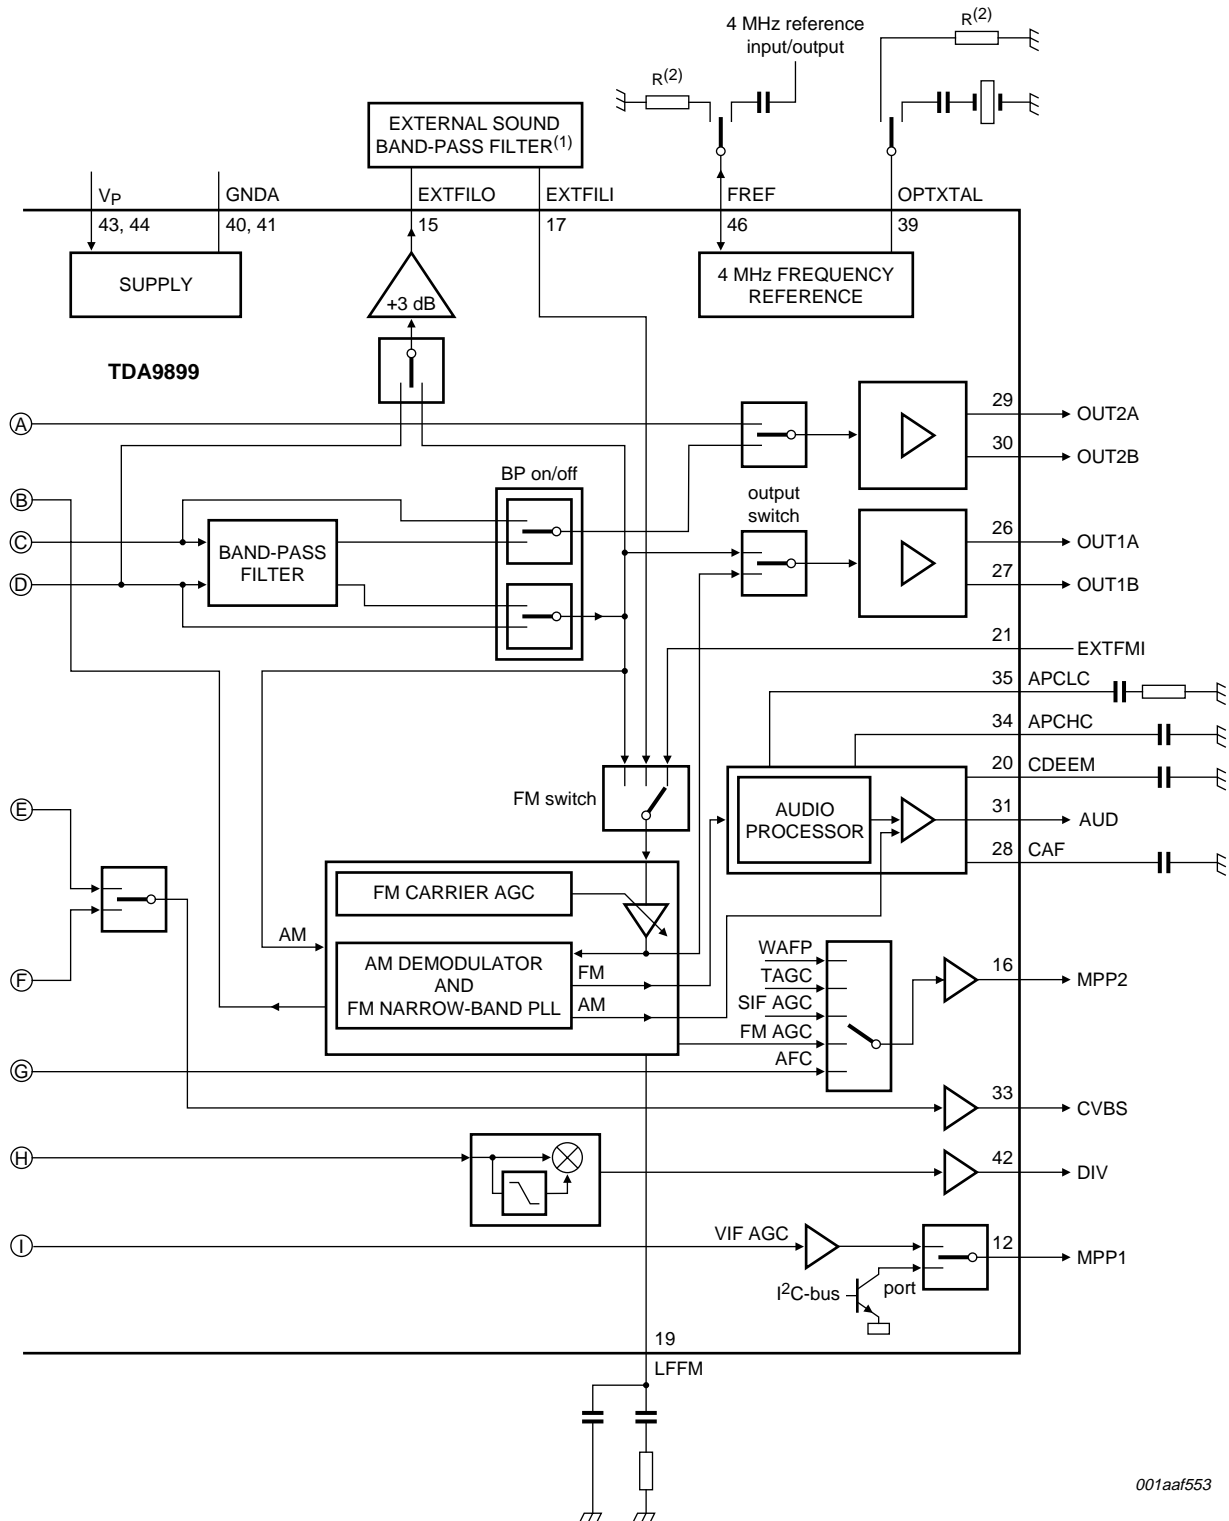 4 MHz reference
input/output
R(2)
R(2)
EXTERNAL SOUND
BAND-PASS FILTER(1)
VP
GNDA
EXTFILO
EXTFILI
FREF
OPTXTAL
43, 44
40, 41
15
17
46
39
SUPPLY
+3 dB
4 MHz FREQUENCY
REFERENCE
TDA9899
A
29
OUT2A
30
OUT2B
BP on/off
B
output
switch
C
BAND-PASS
FILTER
26
OUT1A
D
27
OUT1B
21
EXTFMI
35
APCLC
34
APCHC
20
CDEEM
FM switch
E
AUDIO
PROCESSOR
31
AUD
28
CAF
FM CARRIER AGC
AM
AM DEMODULATOR
AND
FM NARROW-BAND PLL
FM
AM
F
WAFP
TAGC
SIF AGC
FM AGC
AFC
16
MPP2
G
33
CVBS
H
42
DIV
I
VIF AGC
12
MPP1
I2C-bus
port
19
LFFM
001aaf553